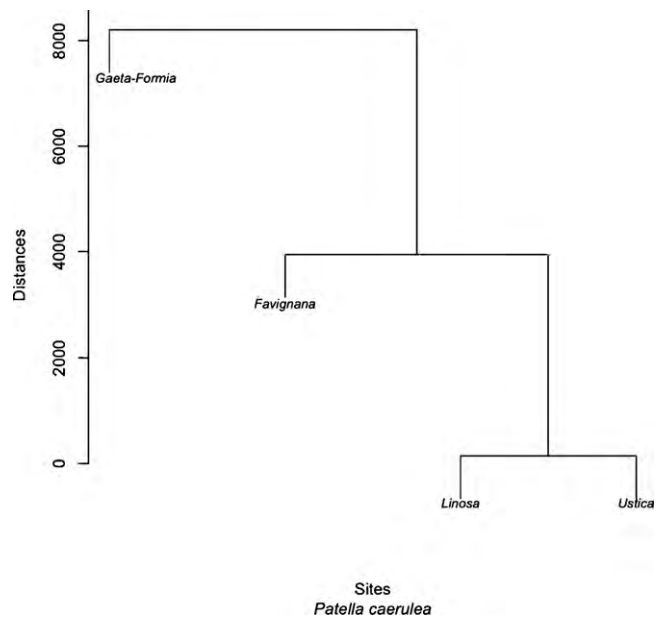 8000
Gaeta-Formia
6000
Distances
4000
Favignana
2000
0
Linosa
Ustica
Sites
Patella caerulea